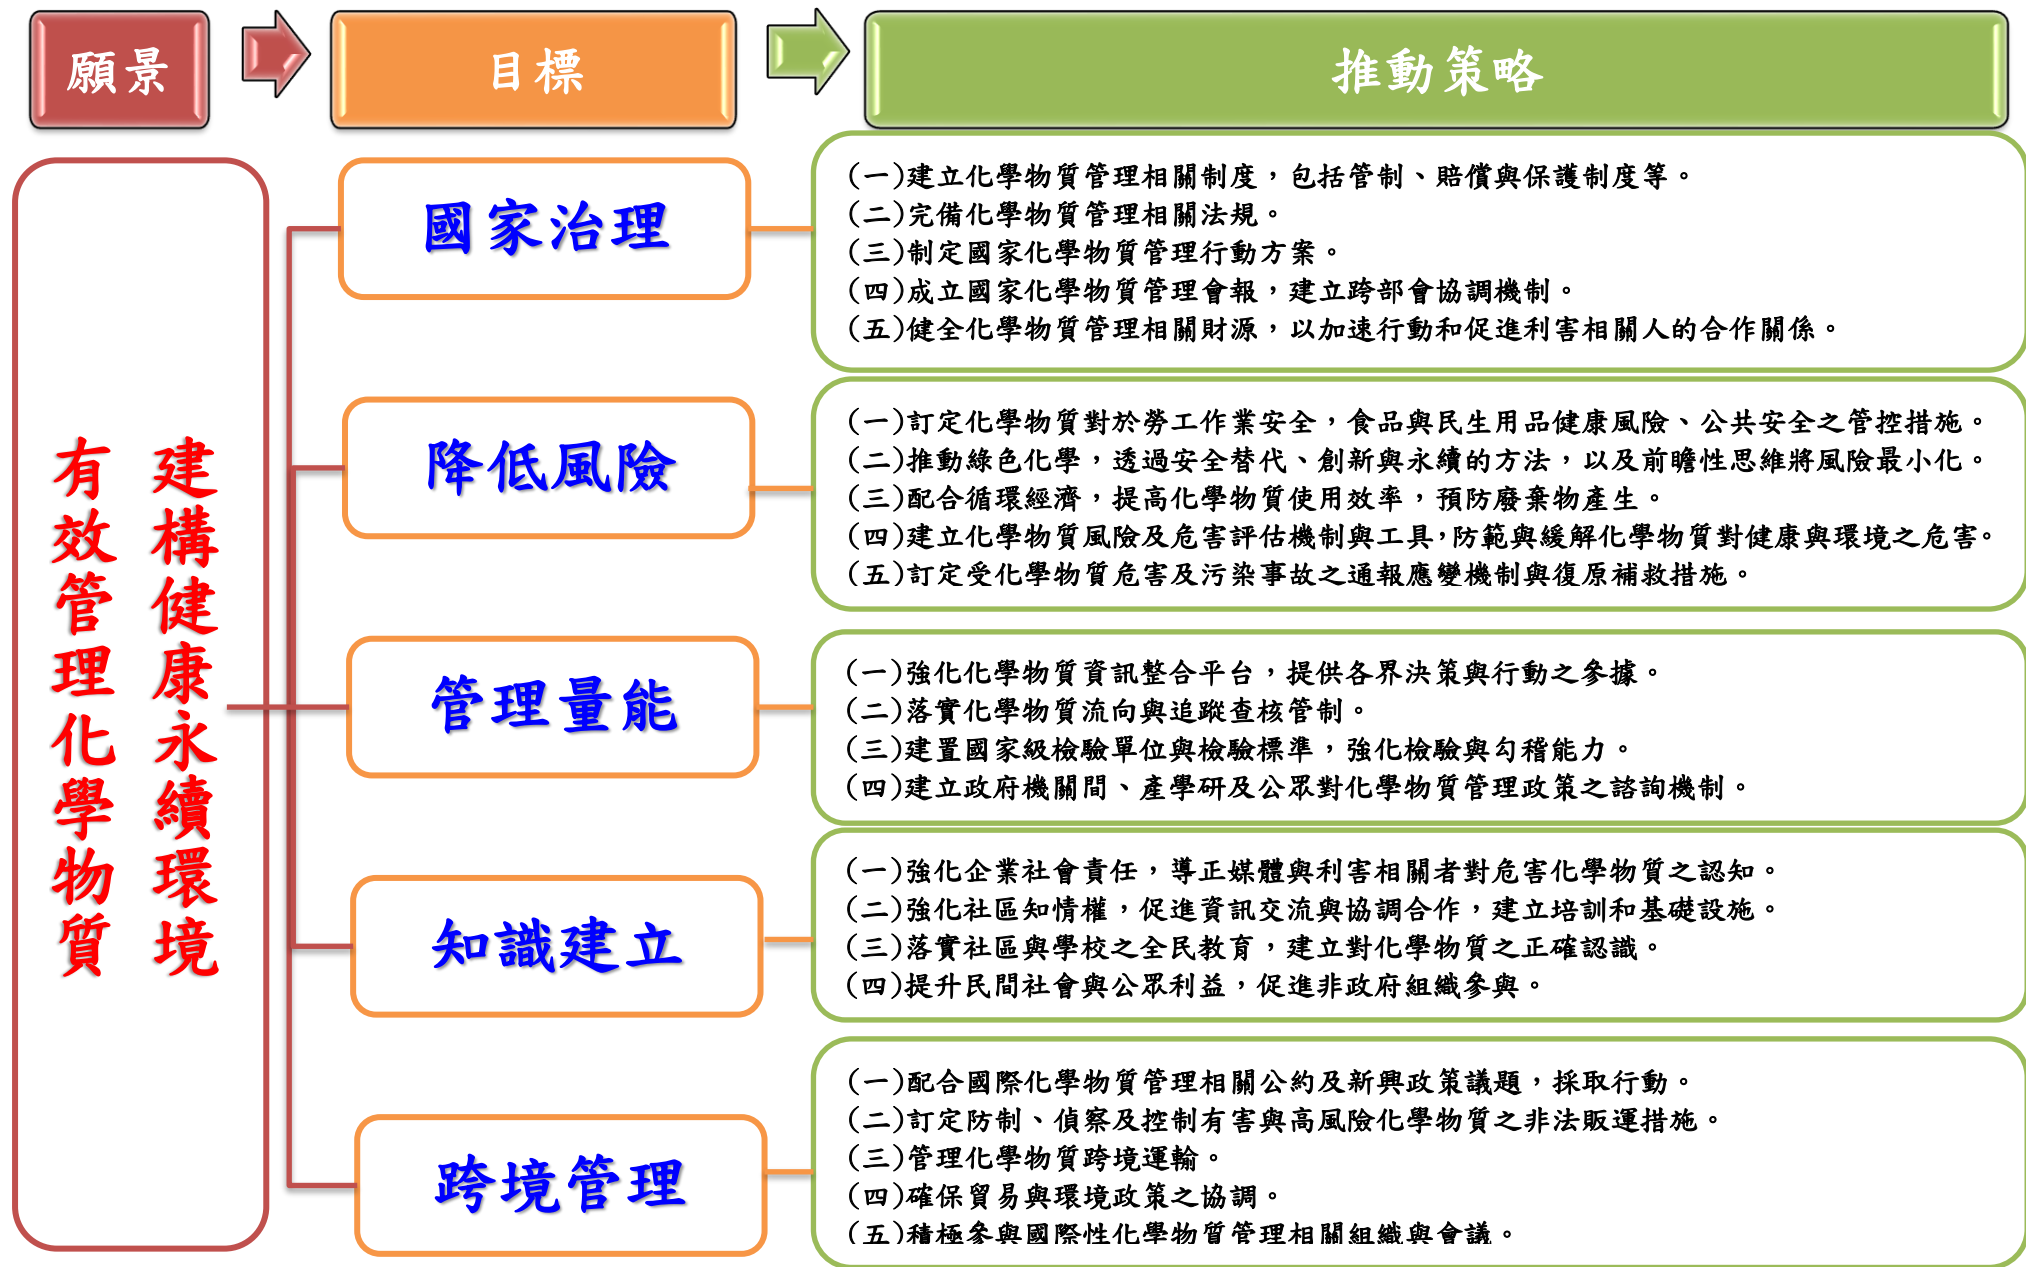 願景
目標
推動策略
有效管理化學物質
建構健康永續環境
國家治理
(一)建立化學物質管理相關制度，包括管制、賠償與保護制度等。
(二)完備化學物質管理相關法規。
(三)制定國家化學物質管理行動方案。
(四)成立國家化學物質管理會報，建立跨部會協調機制。
(五)健全化學物質管理相關財源，以加速行動和促進利害相關人的合作關係。
降低風險
(一)訂定化學物質對於勞工作業安全，食品與民生用品健康風險、公共安全之管控措施。
(二)推動綠色化學，透過安全替代、創新與永續的方法，以及前瞻性思維將風險最小化。
(三)配合循環經濟，提高化學物質使用效率，預防廢棄物產生。
(四)建立化學物質風險及危害評估機制與工具，防範與緩解化學物質對健康與環境之危害。
(五)訂定受化學物質危害及污染事故之通報應變機制與復原補救措施。
管理量能
(一)強化化學物質資訊整合平台，提供各界決策與行動之參據。
(二)落實化學物質流向與追蹤查核管制。
(三)建置國家級檢驗單位與檢驗標準，強化檢驗與勾稽能力。
(四)建立政府機關間、產學研及公眾對化學物質管理政策之諮詢機制。
知識建立
(一)強化企業社會責任，導正媒體與利害相關者對危害化學物質之認知。
(二)強化社區知情權，促進資訊交流與協調合作，建立培訓和基礎設施。
(三)落實社區與學校之全民教育，建立對化學物質之正確認識。
(四)提升民間社會與公眾利益，促進非政府組織參與。
跨境管理
(一)配合國際化學物質管理相關公約及新興政策議題，採取行動。
(二)訂定防制、偵察及控制有害與高風險化學物質之非法販運措施。
(三)管理化學物質跨境運輸。
(四)確保貿易與環境政策之協調。
(五)積極參與國際性化學物質管理相關組織與會議。